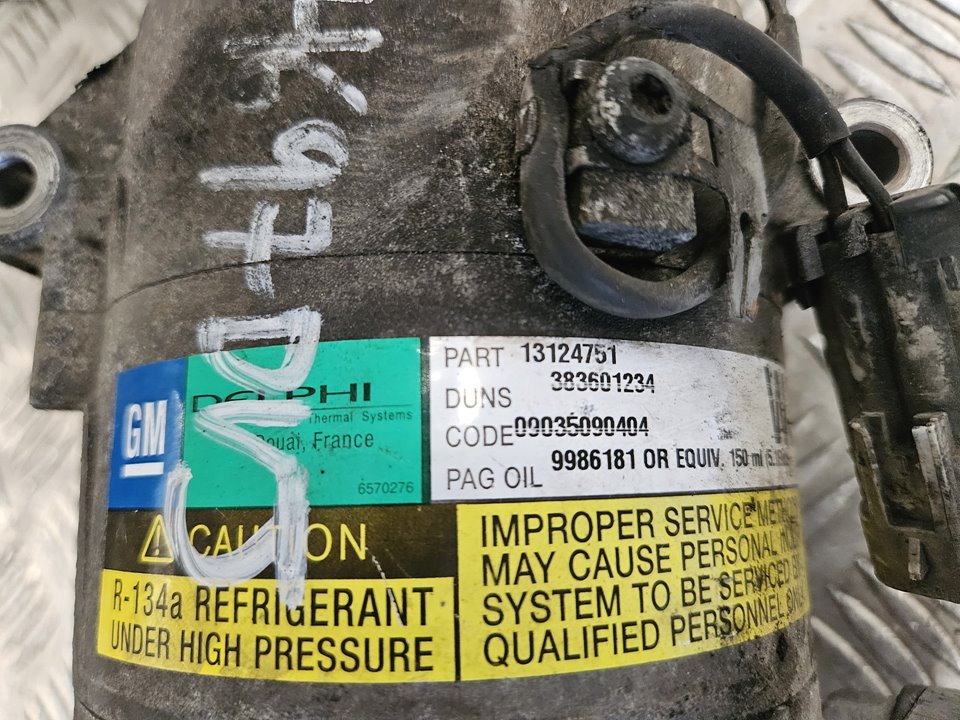 GM
DELPHI
Thermal Systems
Douai, France
6570276
PART 13124751
DUNS 383601234
CODE 09035090404
PAG OIL 9986181 OR EQUIV. 150 ml
CAUTION
R-134a REFRIGERANT
UNDER HIGH PRESSURE
IMPROPER SERVICE
MAY CAUSE PERSONAL
SYSTEM TO BE SERVICED
QUALIFIED PERSONNEL